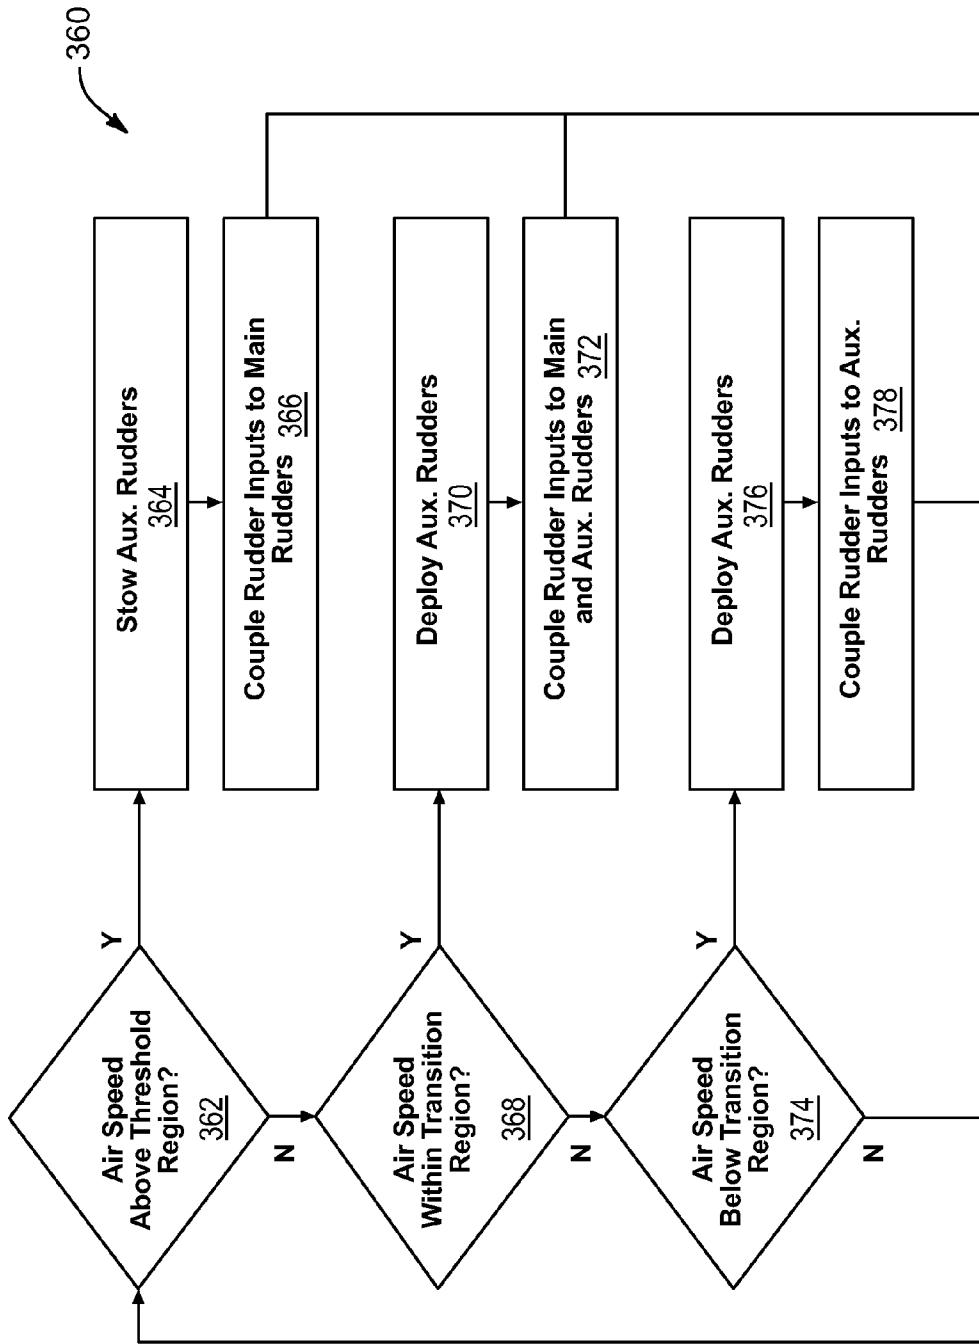 360
Air Speed
Above Threshold
Region?
362
Y
N
Stow Aux. Rudders
364
Couple Rudder Inputs to Main
Rudders 366
Air Speed
Within Transition
Region?
368
Y
N
Deploy Aux. Rudders
370
Couple Rudder Inputs to Main
and Aux. Rudders 372
Air Speed
Below Transition
Region?
374
Y
N
Deploy Aux. Rudders
376
Couple Rudder Inputs to Aux.
Rudders 378